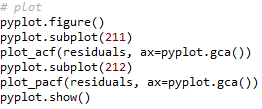 # plot
pyplot.figure()
pyplot.subplot(211)
plot_acf(residuals, ax=pyplot.gca())
pyplot.subplot(212)
plot_pacf(residuals, ax=pyplot.gca())
pyplot.show()